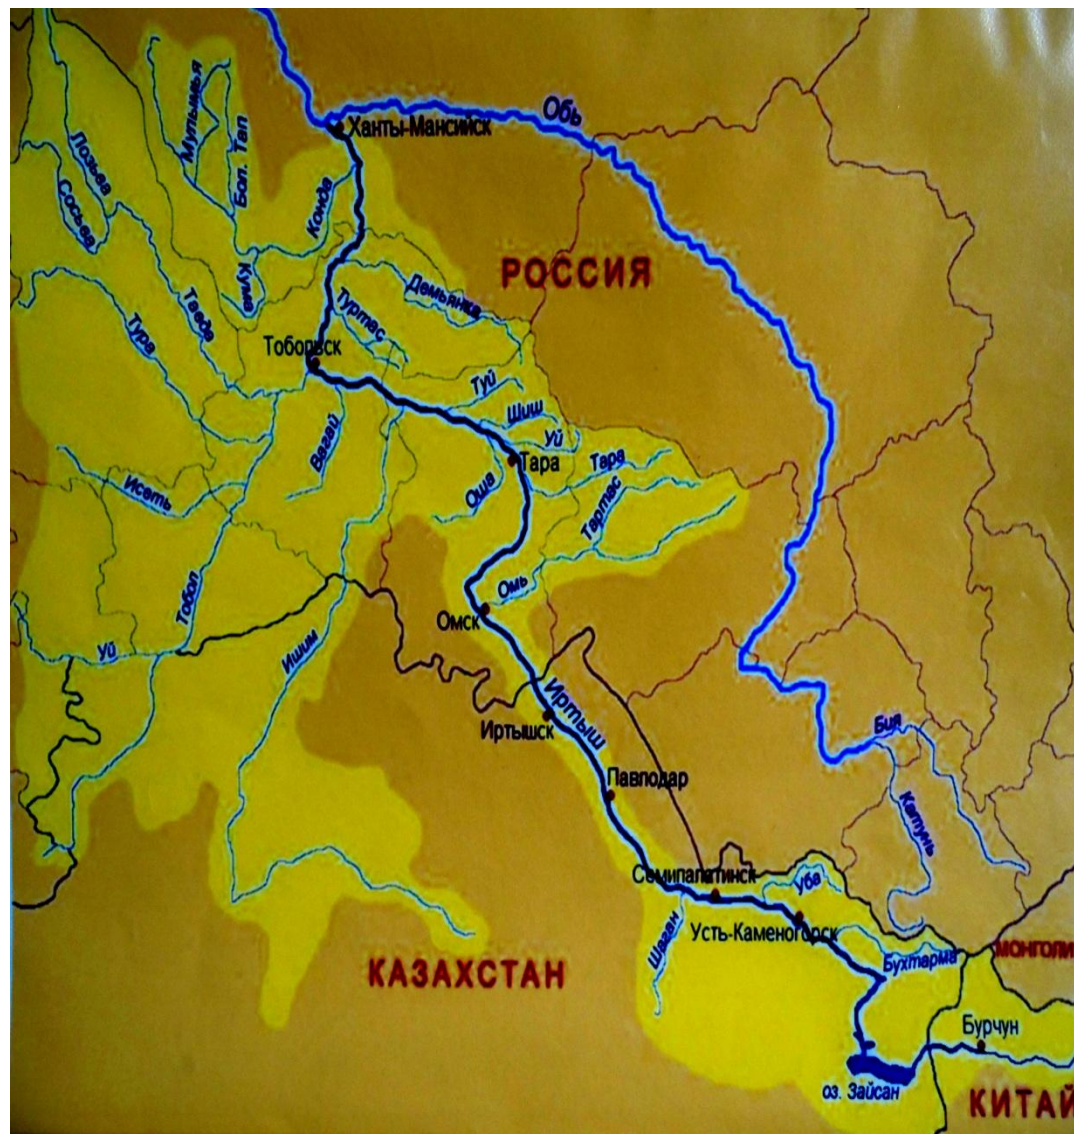 Обь
Ханты-Мансийск
Мулымья
Бол. Тап
Лозьва
Сосьва
Конда
Кума
РОССИЯ
Демьянка
Туртас
Тавда
Тура
Тобольск
Туй
Шиш
Уй
Вагай
Тара
Тара
Исеть
Оша
Тартас
Омь
Тобол
Омск
Уй
Ишим
Иртыш
Иртышск
Бия
Павлодар
Катунь
Семипалатинск
Уба
Усть-Каменогорск
Шаган
Бухтарма
МОНГОЛИ
КАЗАХСТАН
Бурчун
оз. Зайсан
КИТАЙ